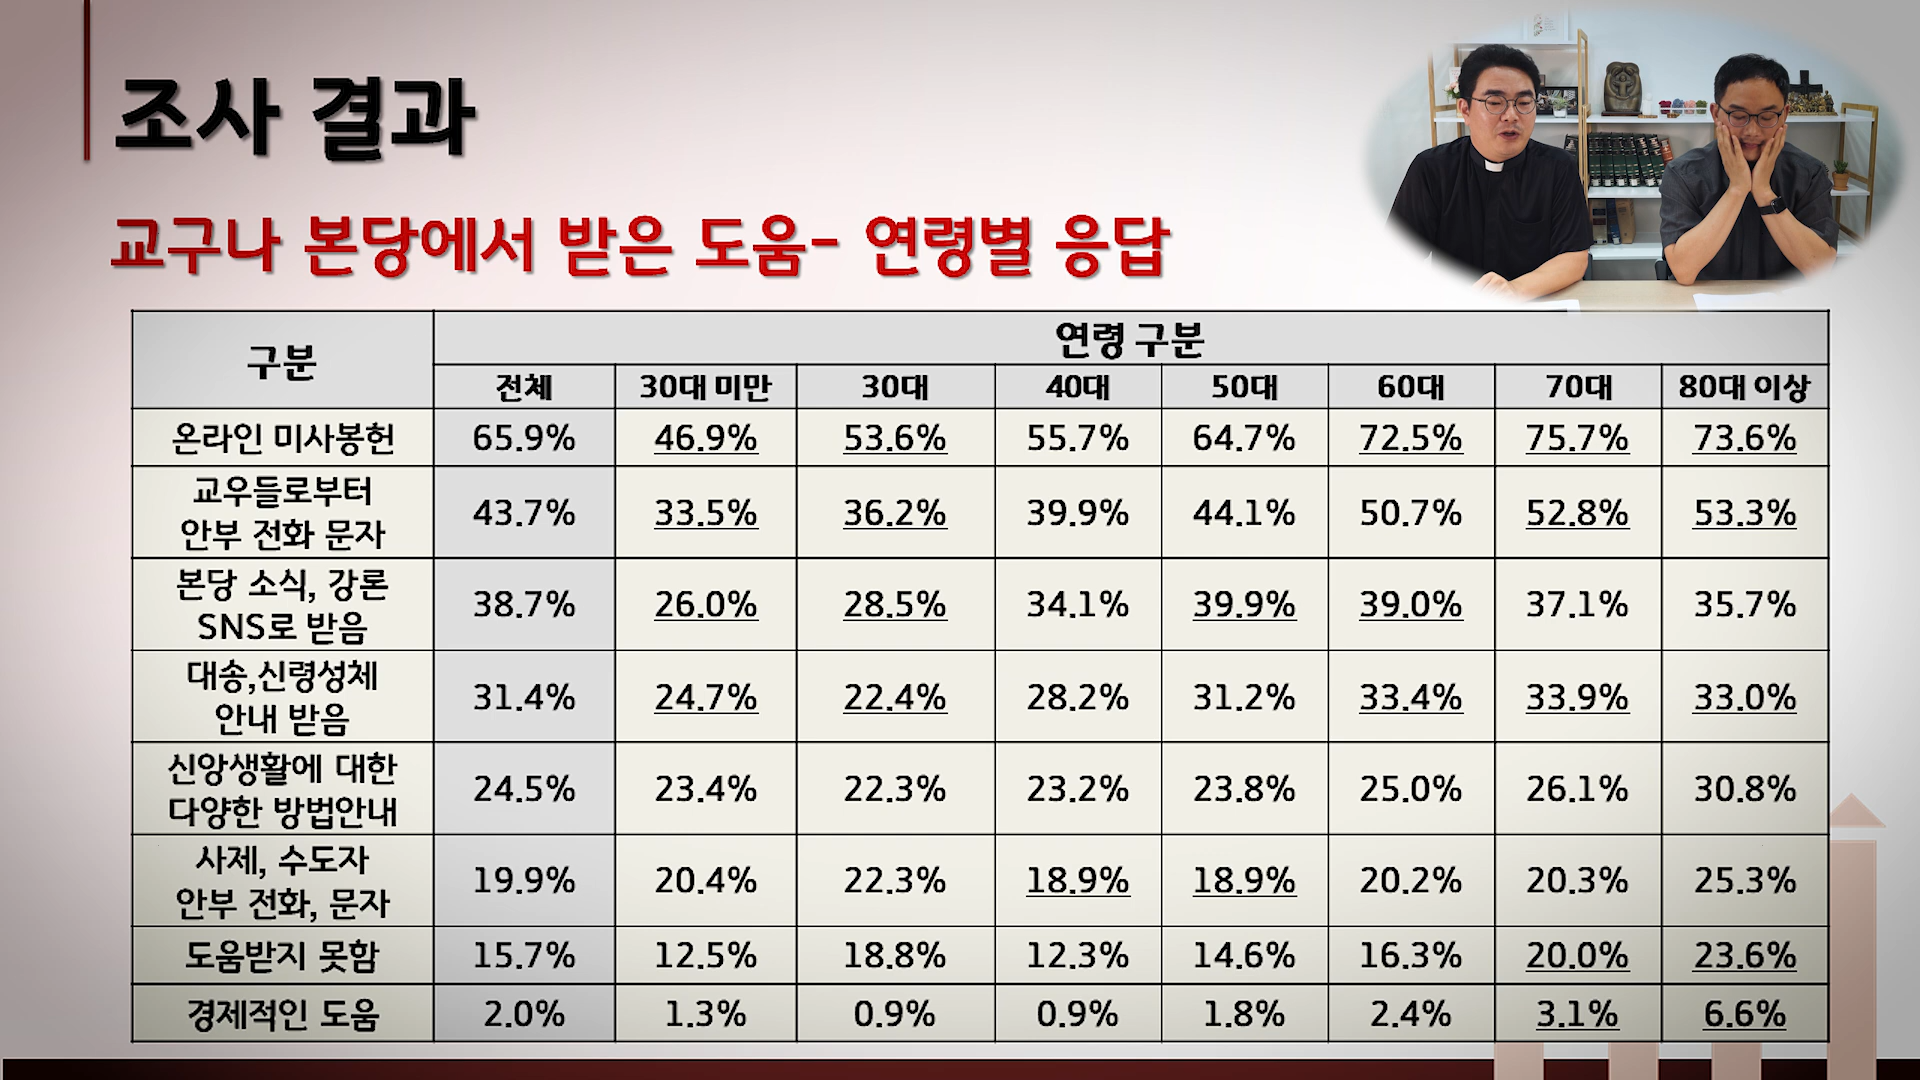 조사 결과
교구나 본당에서 받은 도움- 연령별 응답
구분
연령 구분
전체 30대 미만 30대 40대 50대 60대 70대 80대 이상
온라인 미사봉헌 65.9% 46.9% 53.6% 55.7% 64.7% 72.5% 75.7% 73.6%
교우들로부터
안부 전화 문자 43.7% 33.5% 36.2% 39.9% 44.1% 50.7% 52.8% 53.3%
본당 소식, 강론
SNS로 받음 38.7% 26.0% 28.5% 34.1% 39.9% 39.0% 37.1% 35.7%
대송,신령성체
안내 받음 31.4% 24.7% 22.4% 28.2% 31.2% 33.4% 33.9% 33.0%
신앙생활에 대한
다양한 방법안내 24.5% 23.4% 22.3% 23.2% 23.8% 25.0% 26.1% 30.8%
사제, 수도자
안부 전화, 문자 19.9% 20.4% 22.3% 18.9% 18.9% 20.2% 20.3% 25.3%
도움받지 못함 15.7% 12.5% 18.8% 12.3% 14.6% 16.3% 20.0% 23.6%
경제적인 도움 2.0% 1.3% 0.9% 0.9% 1.8% 2.4% 3.1% 6.6%